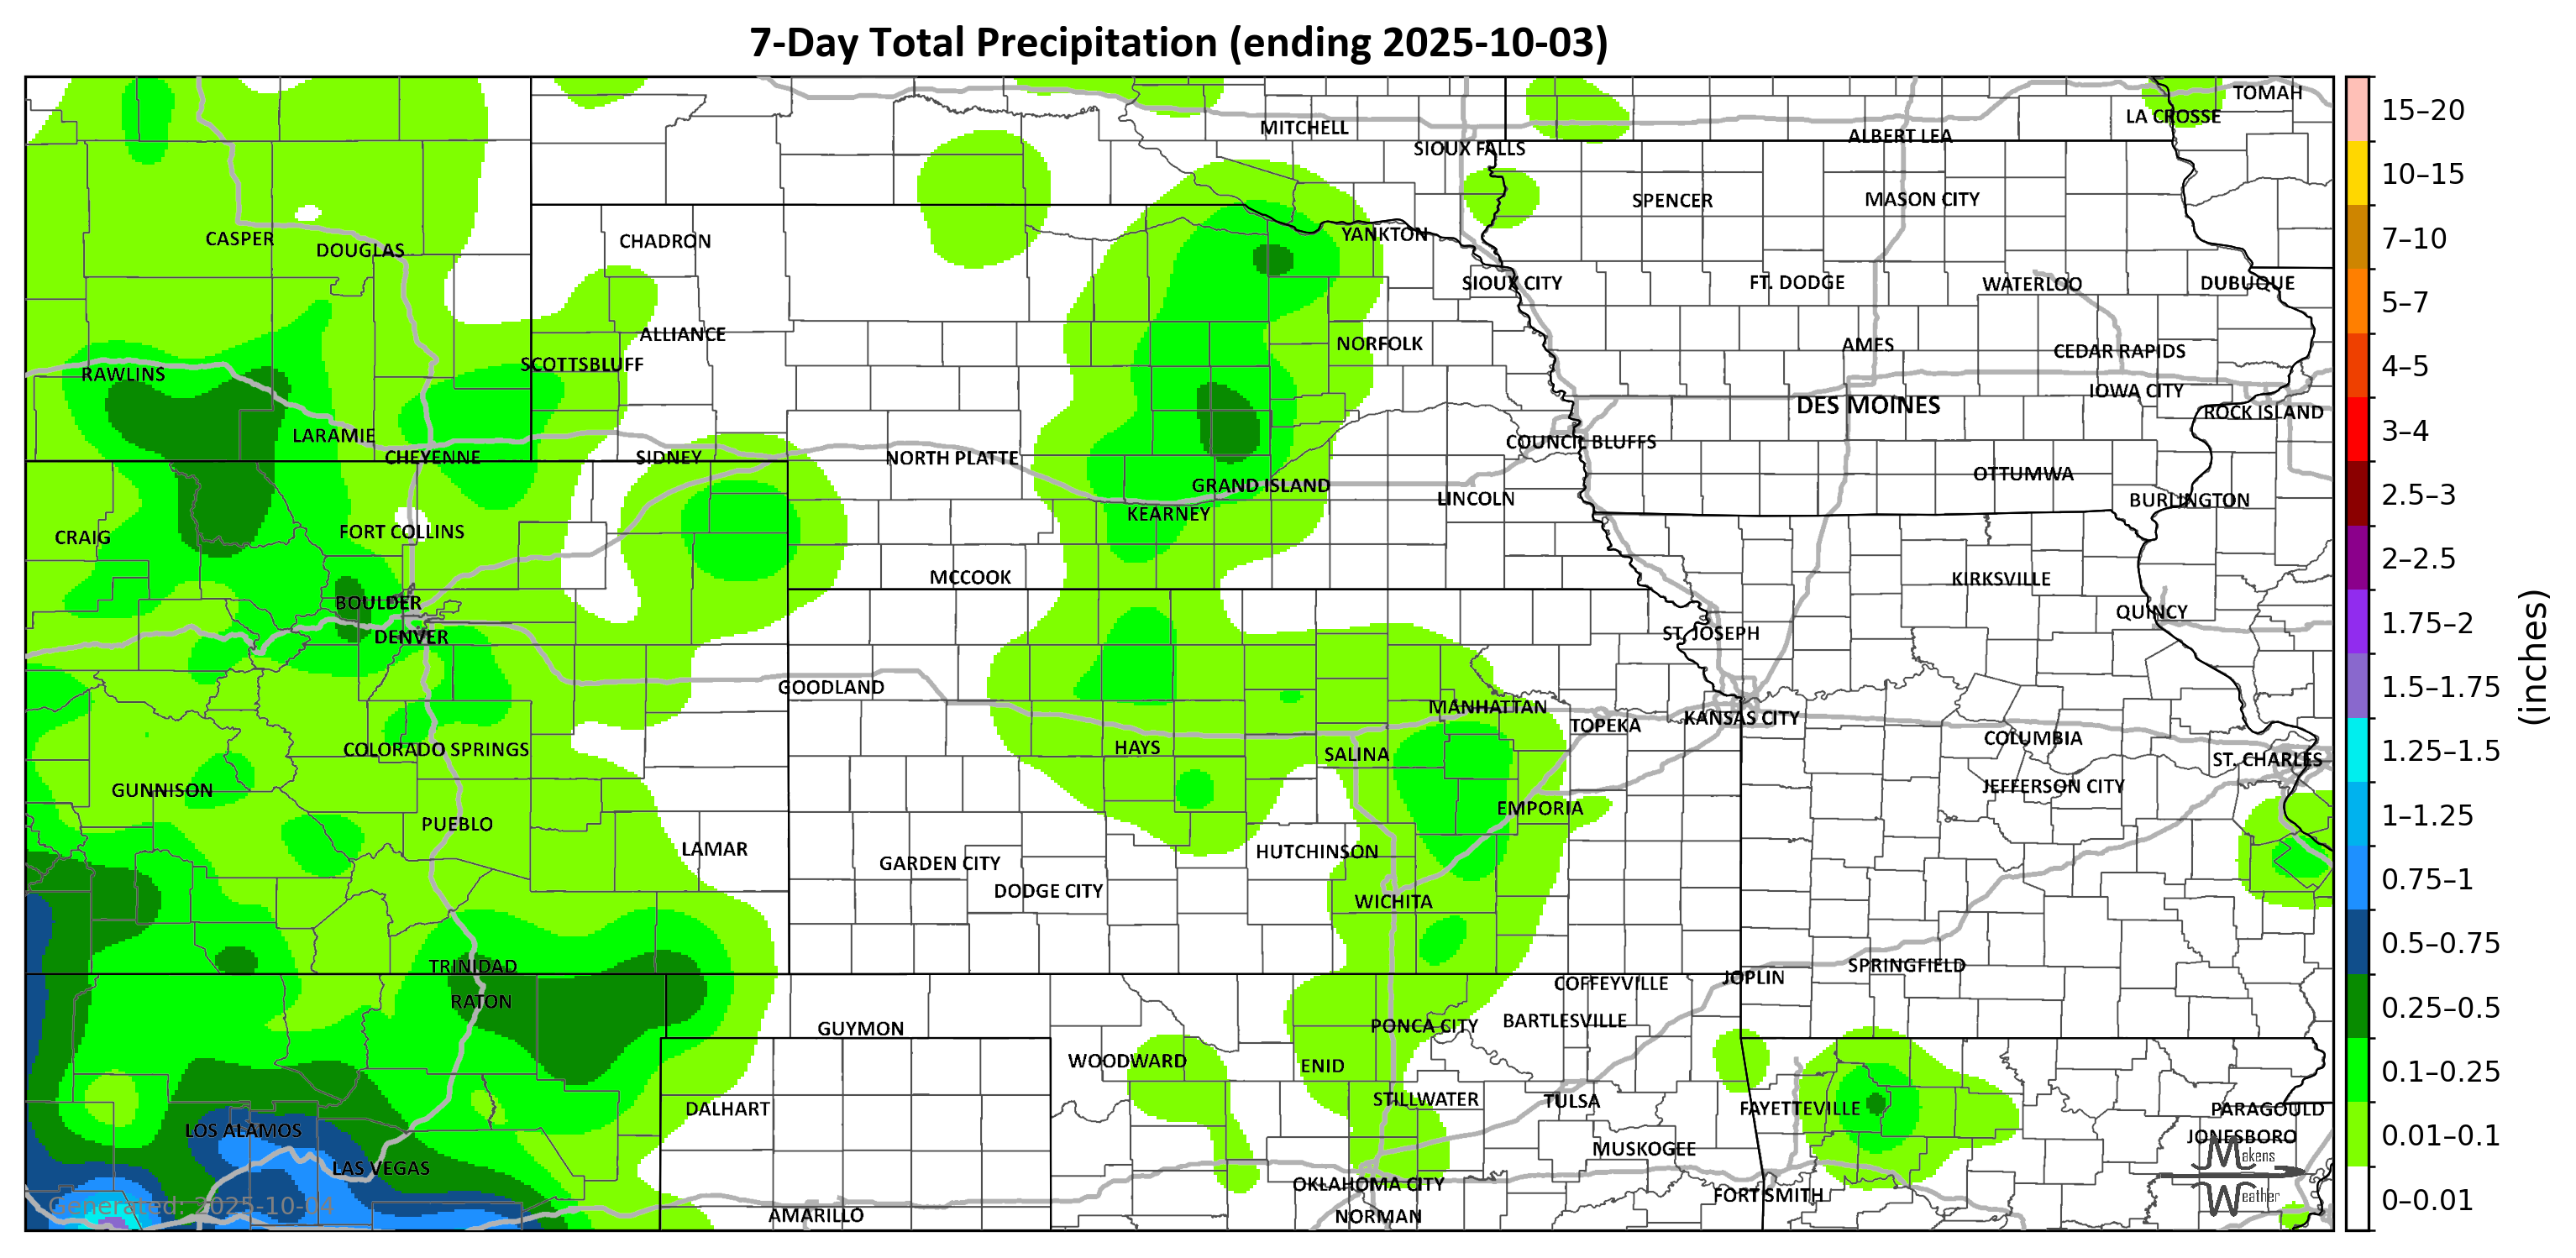 7-Day Total Precipitation (ending 2025-10-03)
TOMAH
LA CROSSE
MITCHELL
ALBERT LEA
SIOUX FALLS
SPENCER
MASON CITY
CASPER
DOUGLAS
CHADRON
YANKTON
SIOUX CITY
FT. DODGE
WATERLOO
DUBUQUE
ALLIANCE
NORFOLK
AMES
CEDAR RAPIDS
SCOTTSBLUFF
RAWLINS
IOWA CITY
DES MOINES
ROCK ISLAND
LARAMIE
COUNCIL BLUFFS
CHEYENNE
SIDNEY
NORTH PLATTE
OTTUMWA
GRAND ISLAND
LINCOLN
BURLINGTON
KEARNEY
CRAIG
FORT COLLINS
MCCOOK
KIRKSVILLE
BOULDER
QUINCY
DENVER
ST. JOSEPH
GOODLAND
MANHATTAN
TOPEKA
KANSAS CITY
COLUMBIA
COLORADO SPRINGS
HAYS
SALINA
ST. CHARLES
GUNNISON
JEFFERSON CITY
EMPORIA
PUEBLO
LAMAR
HUTCHINSON
GARDEN CITY
DODGE CITY
WICHITA
TRINIDAD
SPRINGFIELD
JOPLIN
COFFEYVILLE
RATON
GUYMON
PONCA CITY
BARTLESVILLE
WOODWARD
ENID
DALHART
STILLWATER
TULSA
FAYETTEVILLE
PARAGOULD
LOS ALAMOS
JONESBORO
MUSKOGEE
LAS VEGAS
OKLAHOMA CITY
FORT SMITH
AMARILLO
NORMAN
Generated: 2025-10-04
Makens
Weather
15–20
10–15
7–10
5–7
4–5
3–4
2.5–3
2–2.5
1.75–2
1.5–1.75
1.25–1.5
1–1.25
0.75–1
0.5–0.75
0.25–0.5
0.1–0.25
0.01–0.1
0–0.01
(inches)